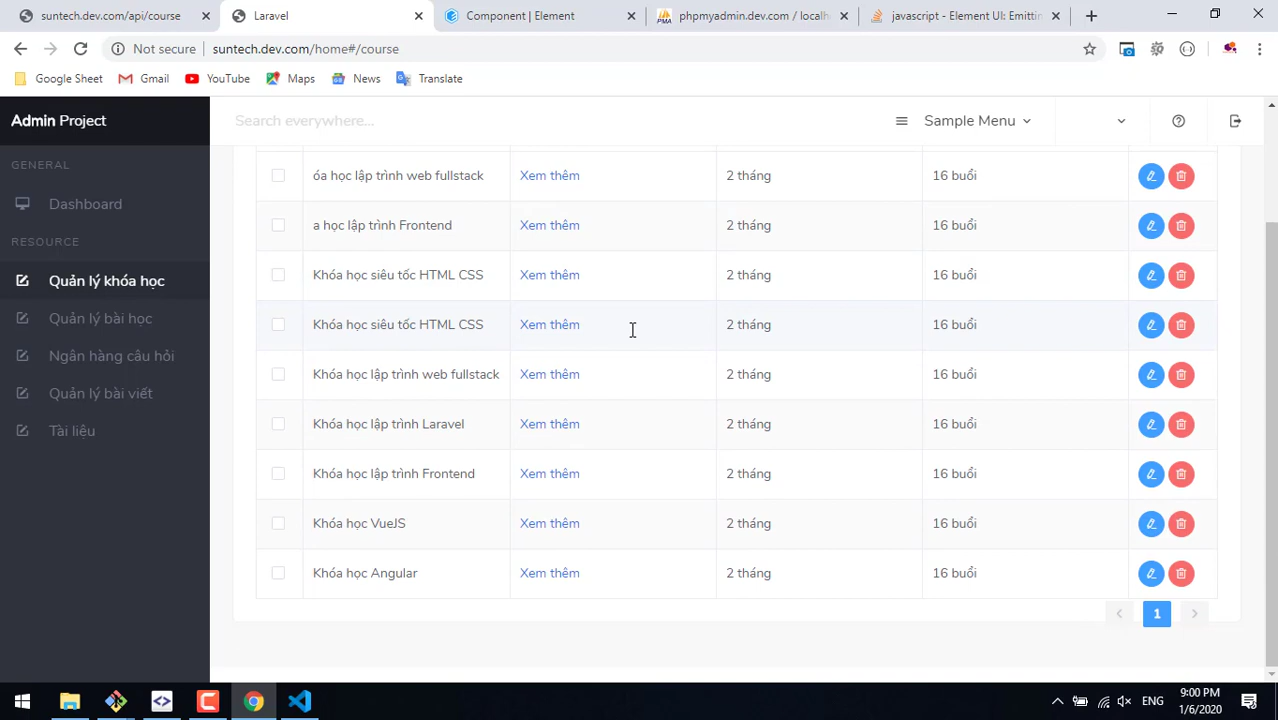 suntech.dev.com/api/course
Laravel
Component | Element
phpmyadmin.dev.com / localh
javascript - Element UI: Emittin
Not secure
suntech.dev.com/home#/course
Google Sheet
Gmail
YouTube
Maps
News
Translate
Admin Project
Search everywhere...
Sample Menu
GENERAL
Dashboard
RESOURCE
Quản lý khóa học
Quản lý bài học
Ngân hàng câu hỏi
Quản lý bài viết
Tài liệu
óa học lập trình web fullstack Xem thêm 2 tháng 16 buổi
a học lập trình Frontend Xem thêm 2 tháng 16 buổi
Khóa học siêu tốc HTML CSS Xem thêm 2 tháng 16 buổi
Khóa học siêu tốc HTML CSS Xem thêm 2 tháng 16 buổi
Khóa học lập trình web fullstack Xem thêm 2 tháng 16 buổi
Khóa học lập trình Laravel Xem thêm 2 tháng 16 buổi
Khóa học lập trình Frontend Xem thêm 2 tháng 16 buổi
Khóa học VueJS Xem thêm 2 tháng 16 buổi
Khóa học Angular Xem thêm 2 tháng 16 buổi
1
ENG
9:00 PM
1/6/2020